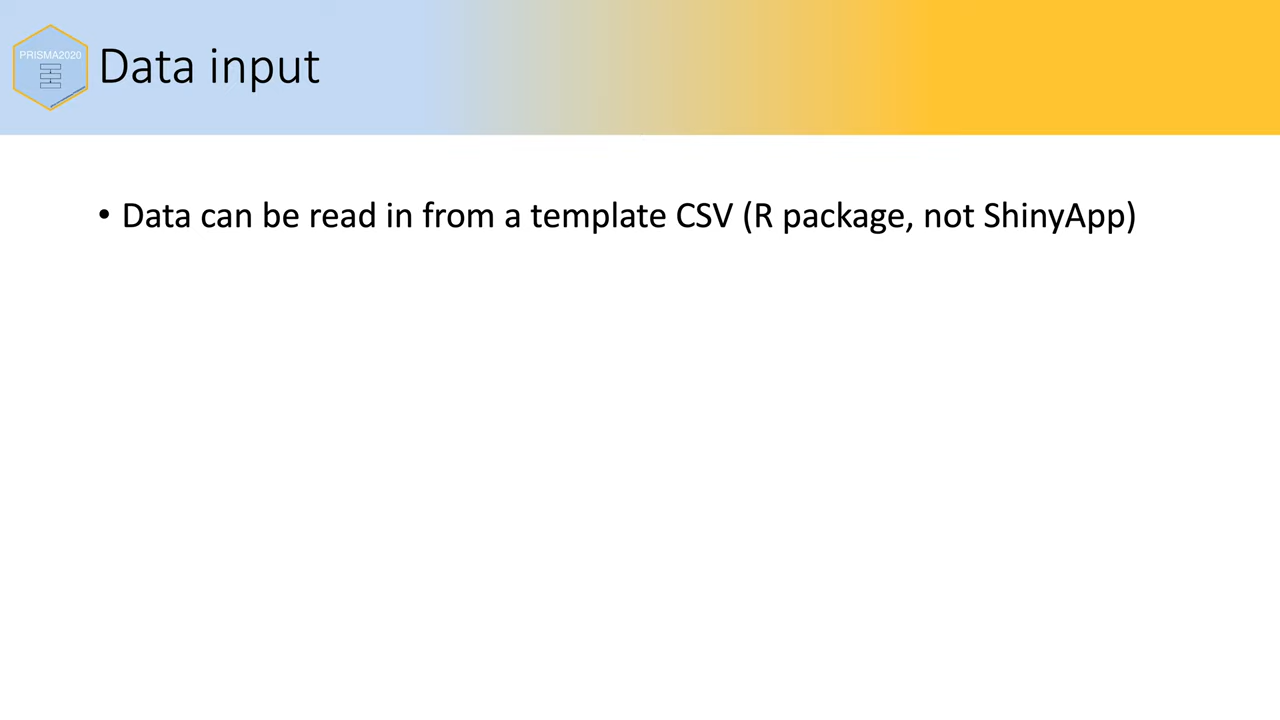 PRISMA2020
Data input
• Data can be read in from a template CSV (R package, not ShinyApp)